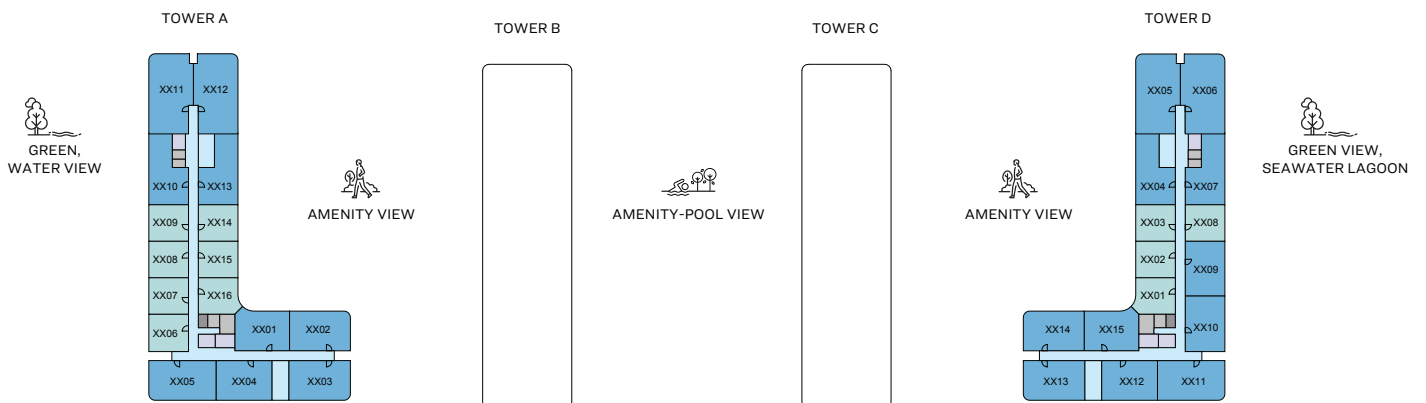 TOWER A
TOWER B
TOWER C
TOWER D
GREEN,
WATER VIEW
AMENITY VIEW
AMENITY-POOL VIEW
AMENITY VIEW
GREEN VIEW,
SEAWATER LAGOON
XX11 XX12
XX10 XX13
XX09 XX14
XX08 XX15
XX07 XX16
XX06
XX01 XX02
XX05 XX04 XX03
XX05 XX06
XX04 XX07
XX03 XX08
XX02
XX09
XX01
XX10
XX14 XX15
XX13 XX12 XX11